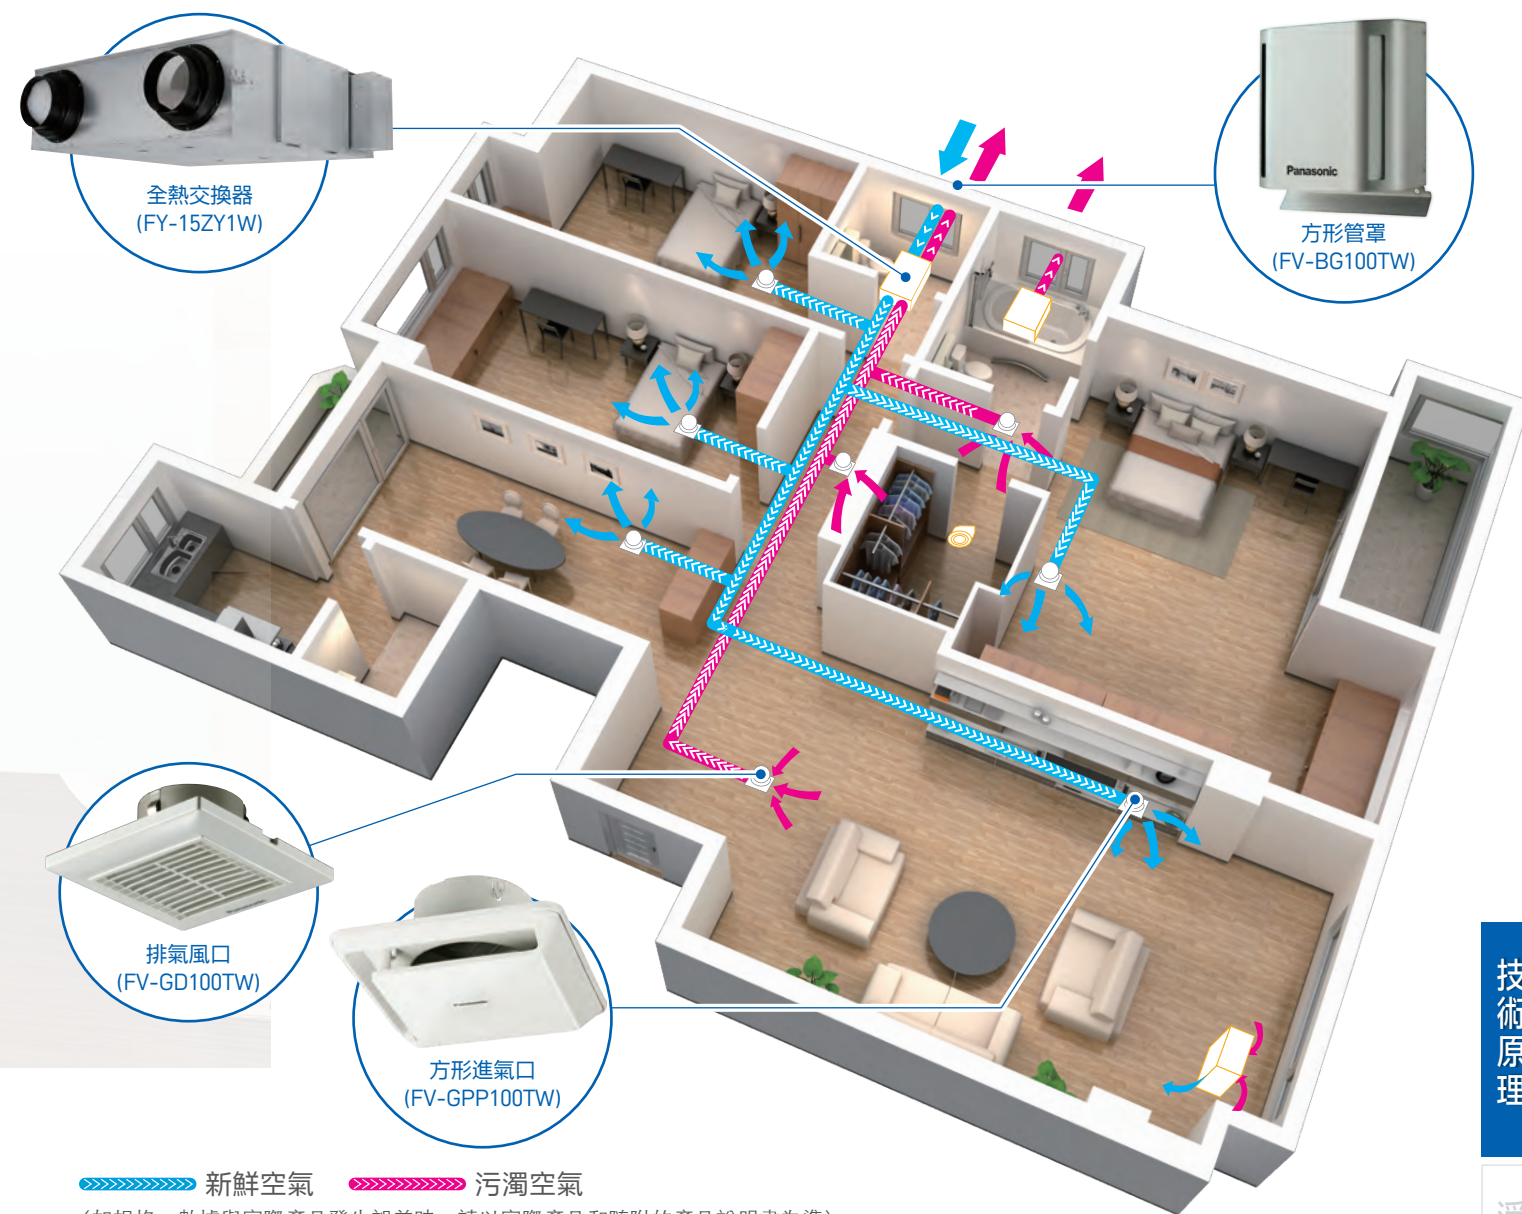 全熱交換器
(FY-15ZY1W)
Panasonic
方形管罩
(FV-BG100TW)
排氣風口
(FV-GD100TW)
方形進氣口
(FV-GPP100TW)
技術原理
新鮮空氣
污濁空氣